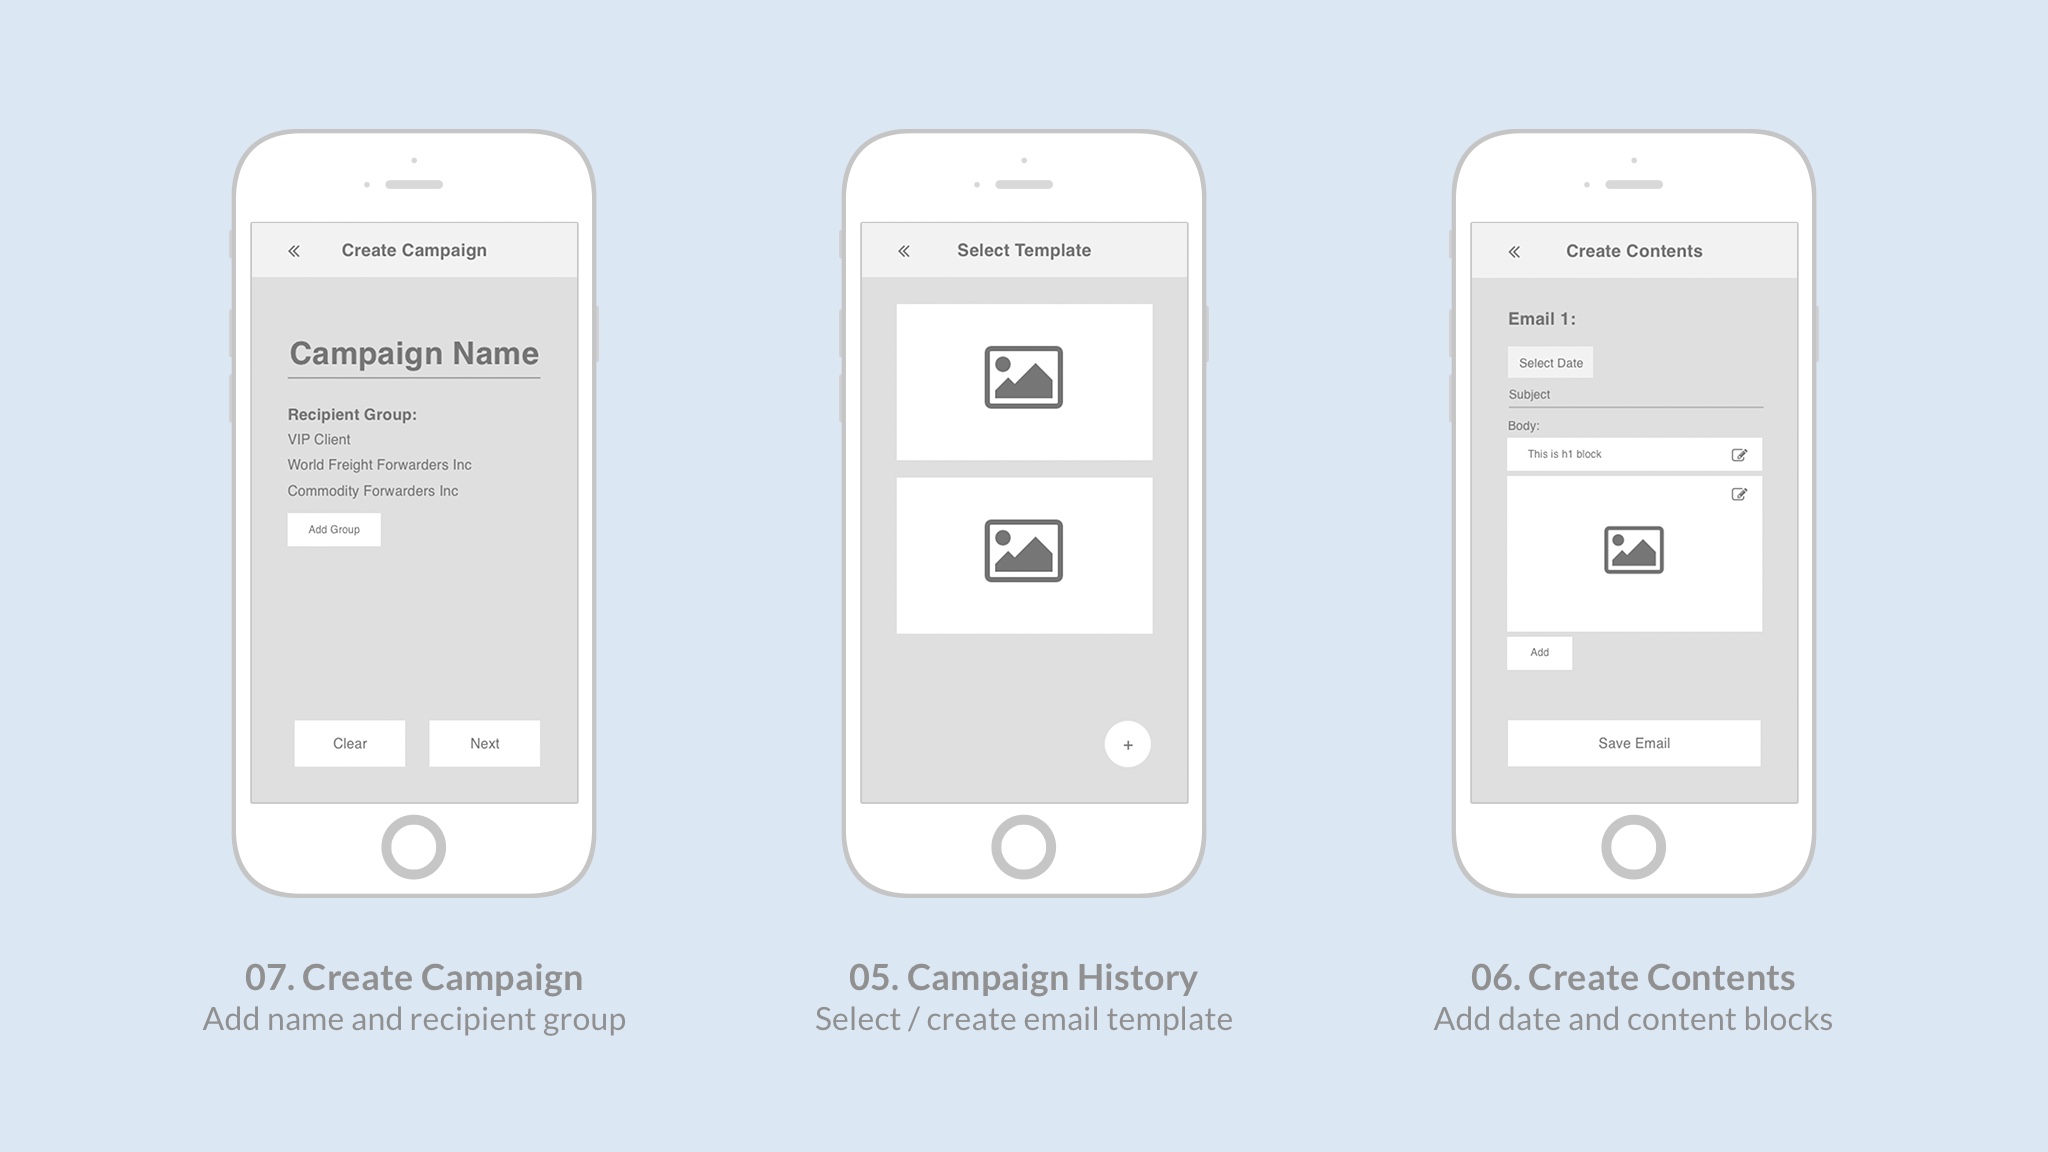 Create Campaign
Campaign Name
Recipient Group:
VIP Client
World Freight Forwarders Inc
Commodity Forwarders Inc
Add Group
Clear
Next
07. Create Campaign
Add name and recipient group
Select Template
+
05. Campaign History
Select / create email template
Create Contents
Email 1:
Select Date
Subject
Body:
This is h1 block
Add
Save Email
06. Create Contents
Add date and content blocks